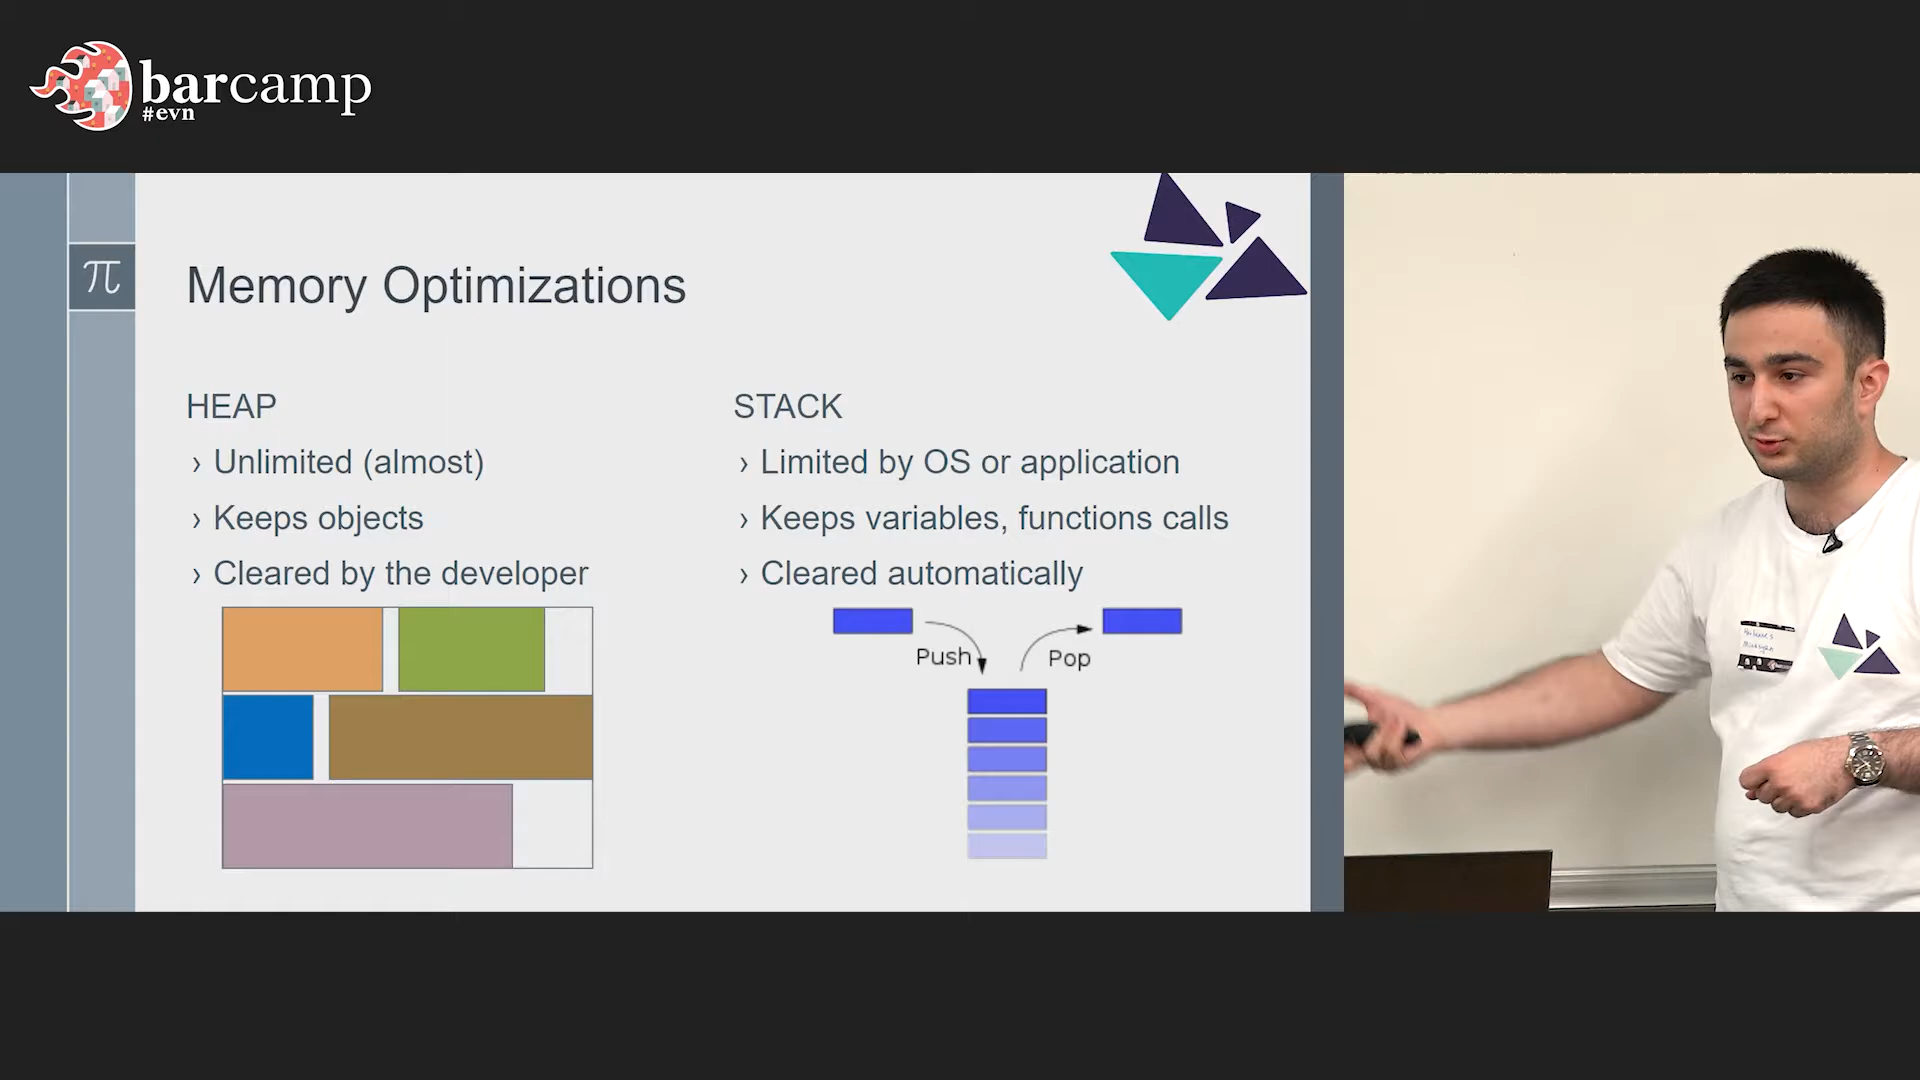 barcamp
#evn
π
Memory Optimizations
HEAP
› Unlimited (almost)
› Keeps objects
› Cleared by the developer
STACK
› Limited by OS or application
› Keeps variables, functions calls
› Cleared automatically
Push
Pop